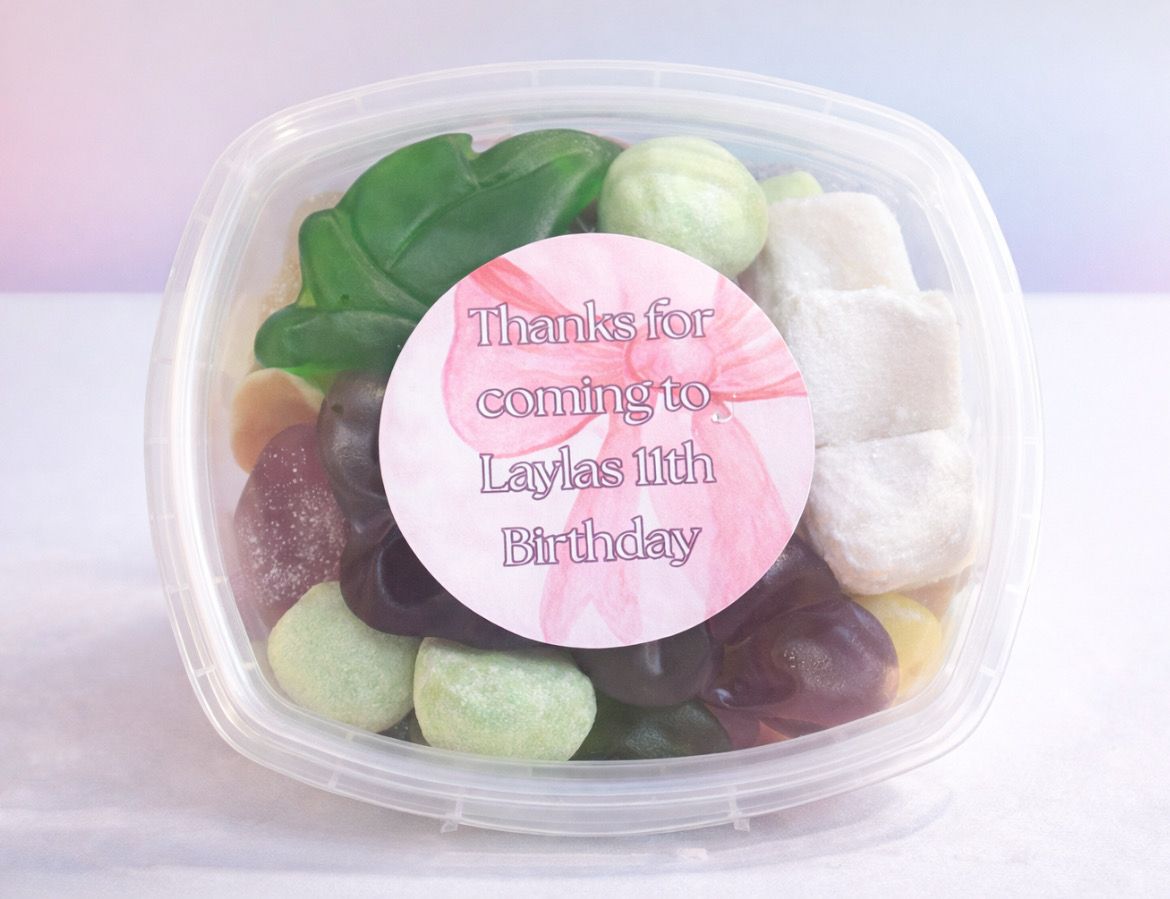 Thanks for
coming to
Laylas 11th
Birthday